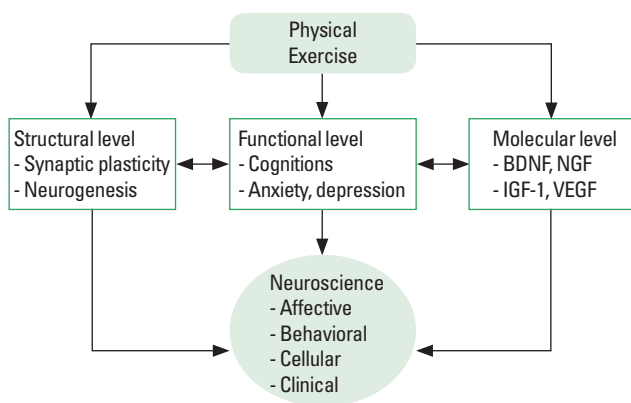 Physical
Exercise
Structural level
- Synaptic plasticity
- Neurogenesis
Functional level
- Cognitions
- Anxiety, depression
Molecular level
- BDNF, NGF
- IGF-1, VEGF
Neuroscience
- Affective
- Behavioral
- Cellular
- Clinical